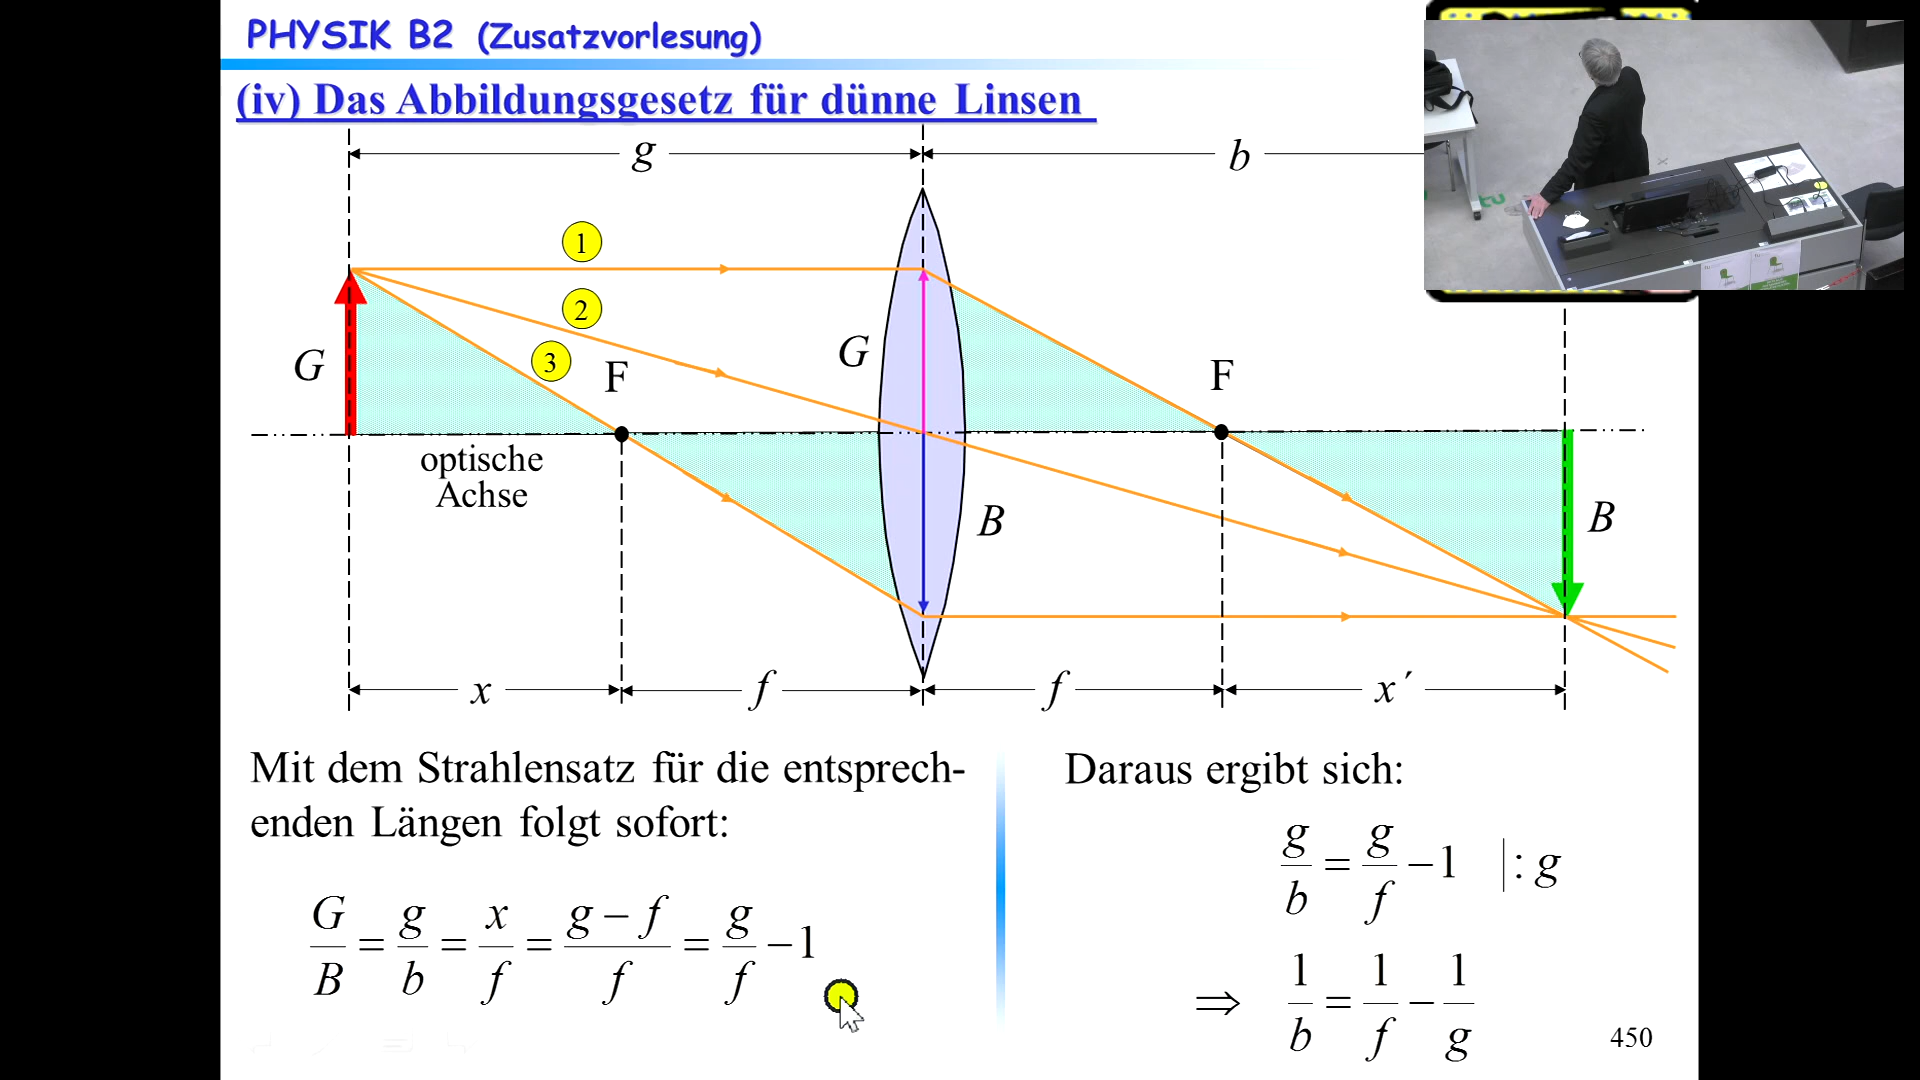 PHYSIK B2 (Zusatzvorlesung)
(iv) Das Abbildungsgesetz für dünne Linsen
g b
1
2
3
G F G F
optische
Achse
B B
x f f x´
Mit dem Strahlensatz für die entsprech-
enden Längen folgt sofort:
G/B = g/b = x/f = (g − f)/f = g/f − 1
Daraus ergibt sich:
g/b = g/f − 1 | : g
⇒ 1/b = 1/f − 1/g
450